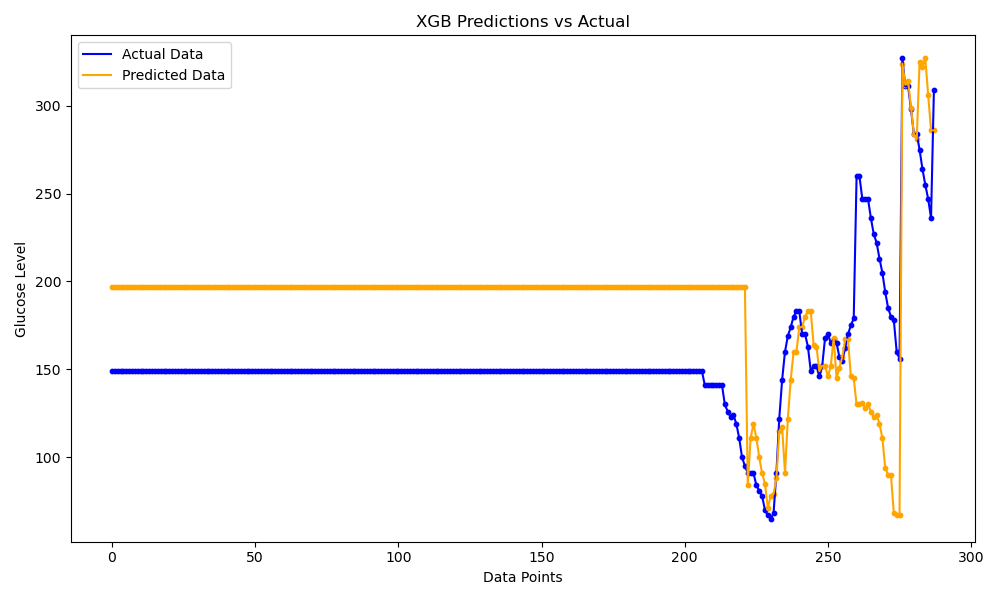 XGB Predictions vs Actual
Actual Data
Predicted Data
Glucose Level
300
250
200
150
100
0
50
100
150
200
250
300
Data Points